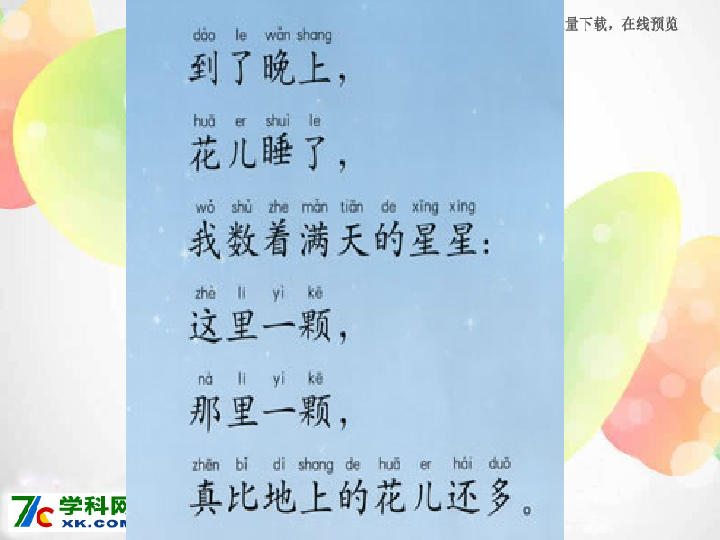 量下载，在线预览
dào le wǎn shang
到了晚上，
huā er shuì le
花儿睡了，
wǒ shǔ zhe mǎn tiān de xīng xing
我数着满天的星星：
zhè li yì kē
这里一颗，
nà li yì kē
那里一颗，
zhēn bǐ dì shang de huā er hái duō
真比地上的花儿还多。
学科网
XK.COM